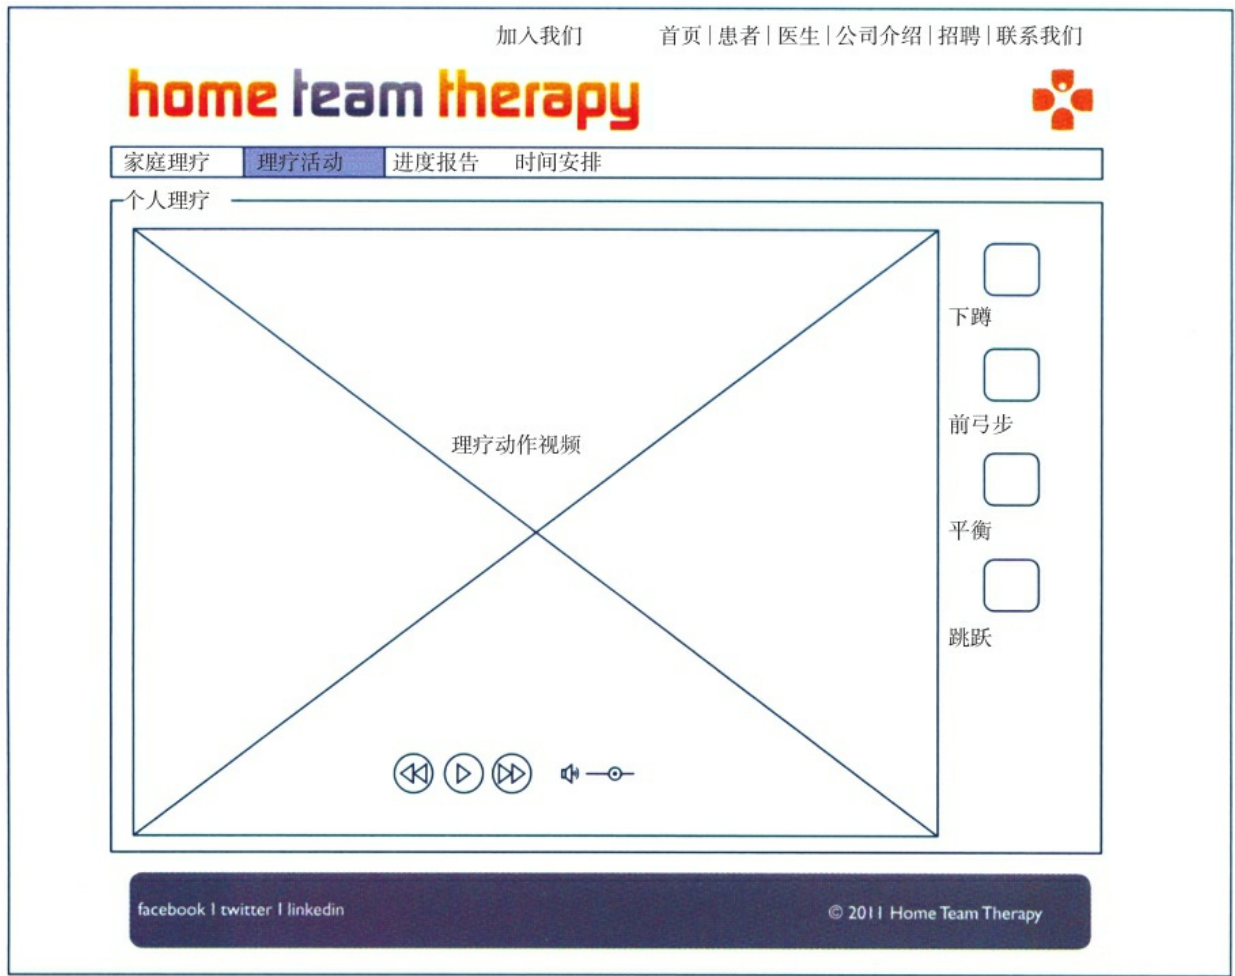 加入我们 首页 | 患者 | 医生 | 公司介绍 | 招聘 | 联系我们
home team therapy
家庭理疗 理疗活动 进度报告 时间安排
个人理疗
下蹲
前弓步
理疗动作视频
平衡
跳跃
facebook I twitter I linkedin
© 2011 Home Team Therapy